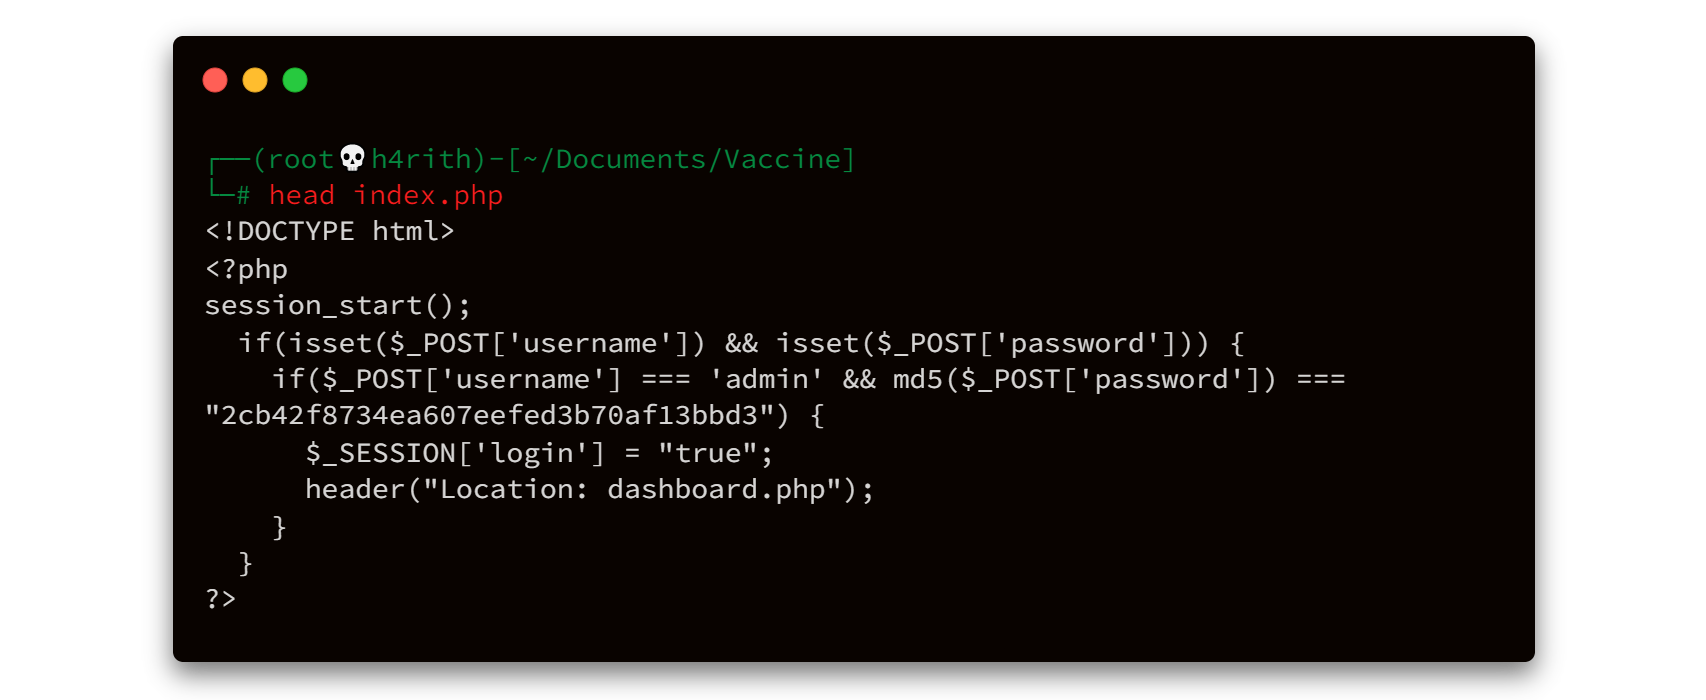 ┌──(root💀h4rith)-[~/Documents/Vaccine]
└─# head index.php
<!DOCTYPE html>
<?php
session_start();
  if(isset($_POST['username']) && isset($_POST['password'])) {
    if($_POST['username'] === 'admin' && md5($_POST['password']) ===
"2cb42f8734ea607eefed3b70af13bbd3") {
      $_SESSION['login'] = "true";
      header("Location: dashboard.php");
    }
  }
?>